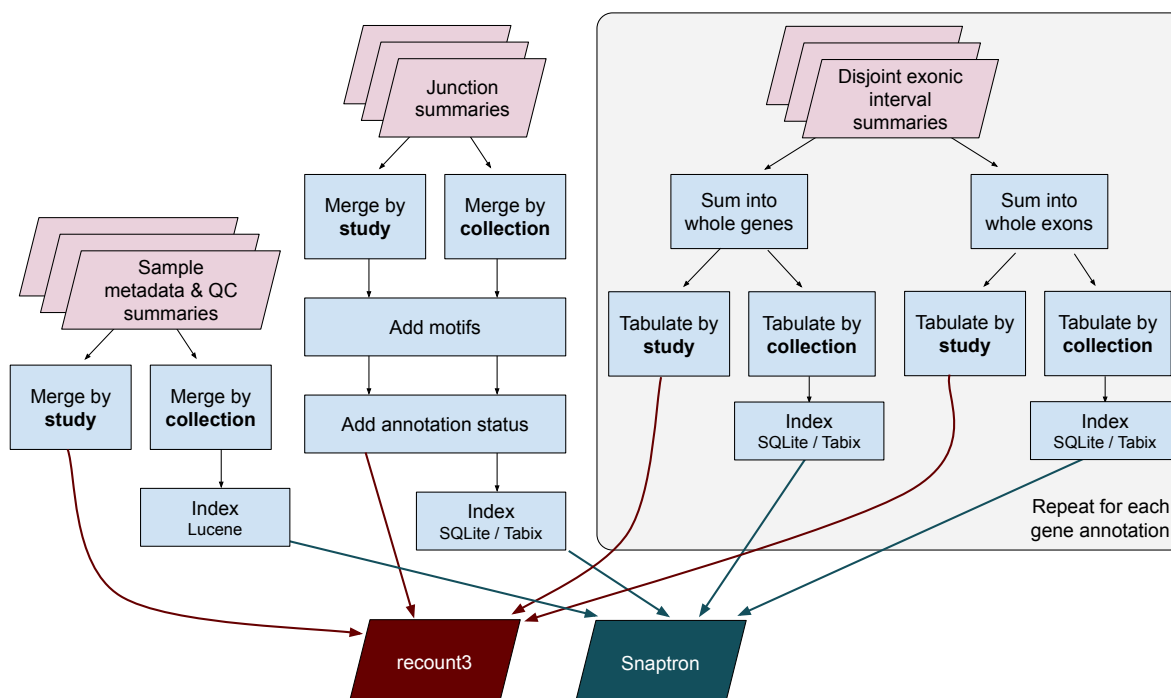 Junction
summaries
Disjoint exonic
interval
summaries
Merge by
study
Merge by
collection
Sum into
whole genes
Sum into
whole exons
Sample
metadata & QC
summaries
Add motifs
Tabulate by
study
Tabulate by
collection
Tabulate by
study
Tabulate by
collection
Merge by
study
Merge by
collection
Add annotation status
Index
SQLite / Tabix
Index
SQLite / Tabix
Index
Lucene
Index
SQLite / Tabix
Repeat for each
gene annotation
recount3
Snaptron